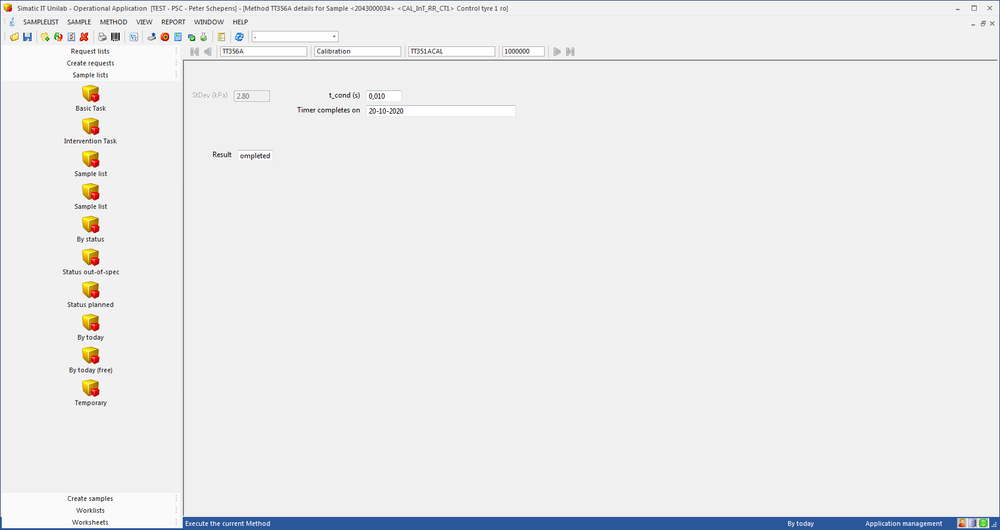 Simatic IT Unilab - Operational Application  [TEST - PSC - Peter Schepens] - [Method TT356A details for Sample <2043000034> <CAL_InT_RR_CT1> Control tyre 1 ro]
SAMPLELIST SAMPLE METHOD VIEW REPORT WINDOW HELP
-
Request lists
Create requests
Sample lists
Basic Task
Intervention Task
Sample list
Sample list
By status
Status out-of-spec
Status planned
By today
By today (free)
Temporary
Create samples
Worklists
Worksheets
TT356A Calibration TT351ACAL 1000000
StDev (kPa) 2.80 t_cond (s) 0,010
Timer completes on 20-10-2020
Result ompleted
Execute the current Method By today Application management